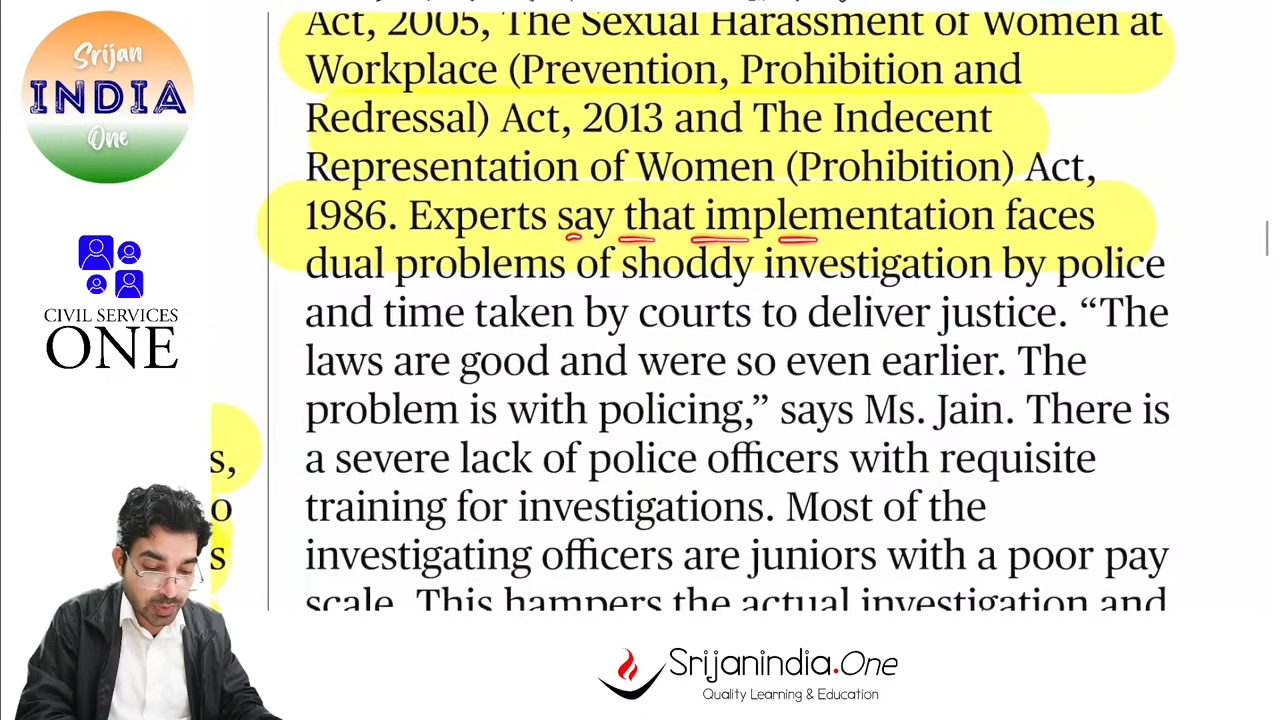 Srijan
INDIA
One
CIVIL SERVICES
ONE
s,
o
s
Act, 2005, The Sexual Harassment of Women at
Workplace (Prevention, Prohibition and
Redressal) Act, 2013 and The Indecent
Representation of Women (Prohibition) Act,
1986. Experts say that implementation faces
dual problems of shoddy investigation by police
and time taken by courts to deliver justice. “The
laws are good and were so even earlier. The
problem is with policing,” says Ms. Jain. There is
a severe lack of police officers with requisite
training for investigations. Most of the
investigating officers are juniors with a poor pay
scale. This hampers the actual investigation and
Srijanindia.One
Quality Learning & Education